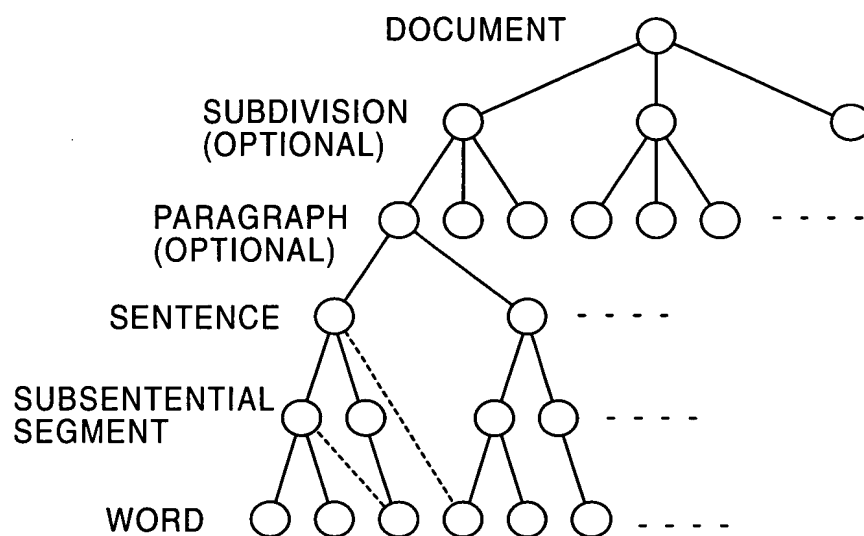 DOCUMENT
SUBDIVISION
(OPTIONAL)
PARAGRAPH
(OPTIONAL)
SENTENCE
SUBSENTENTIAL
SEGMENT
WORD